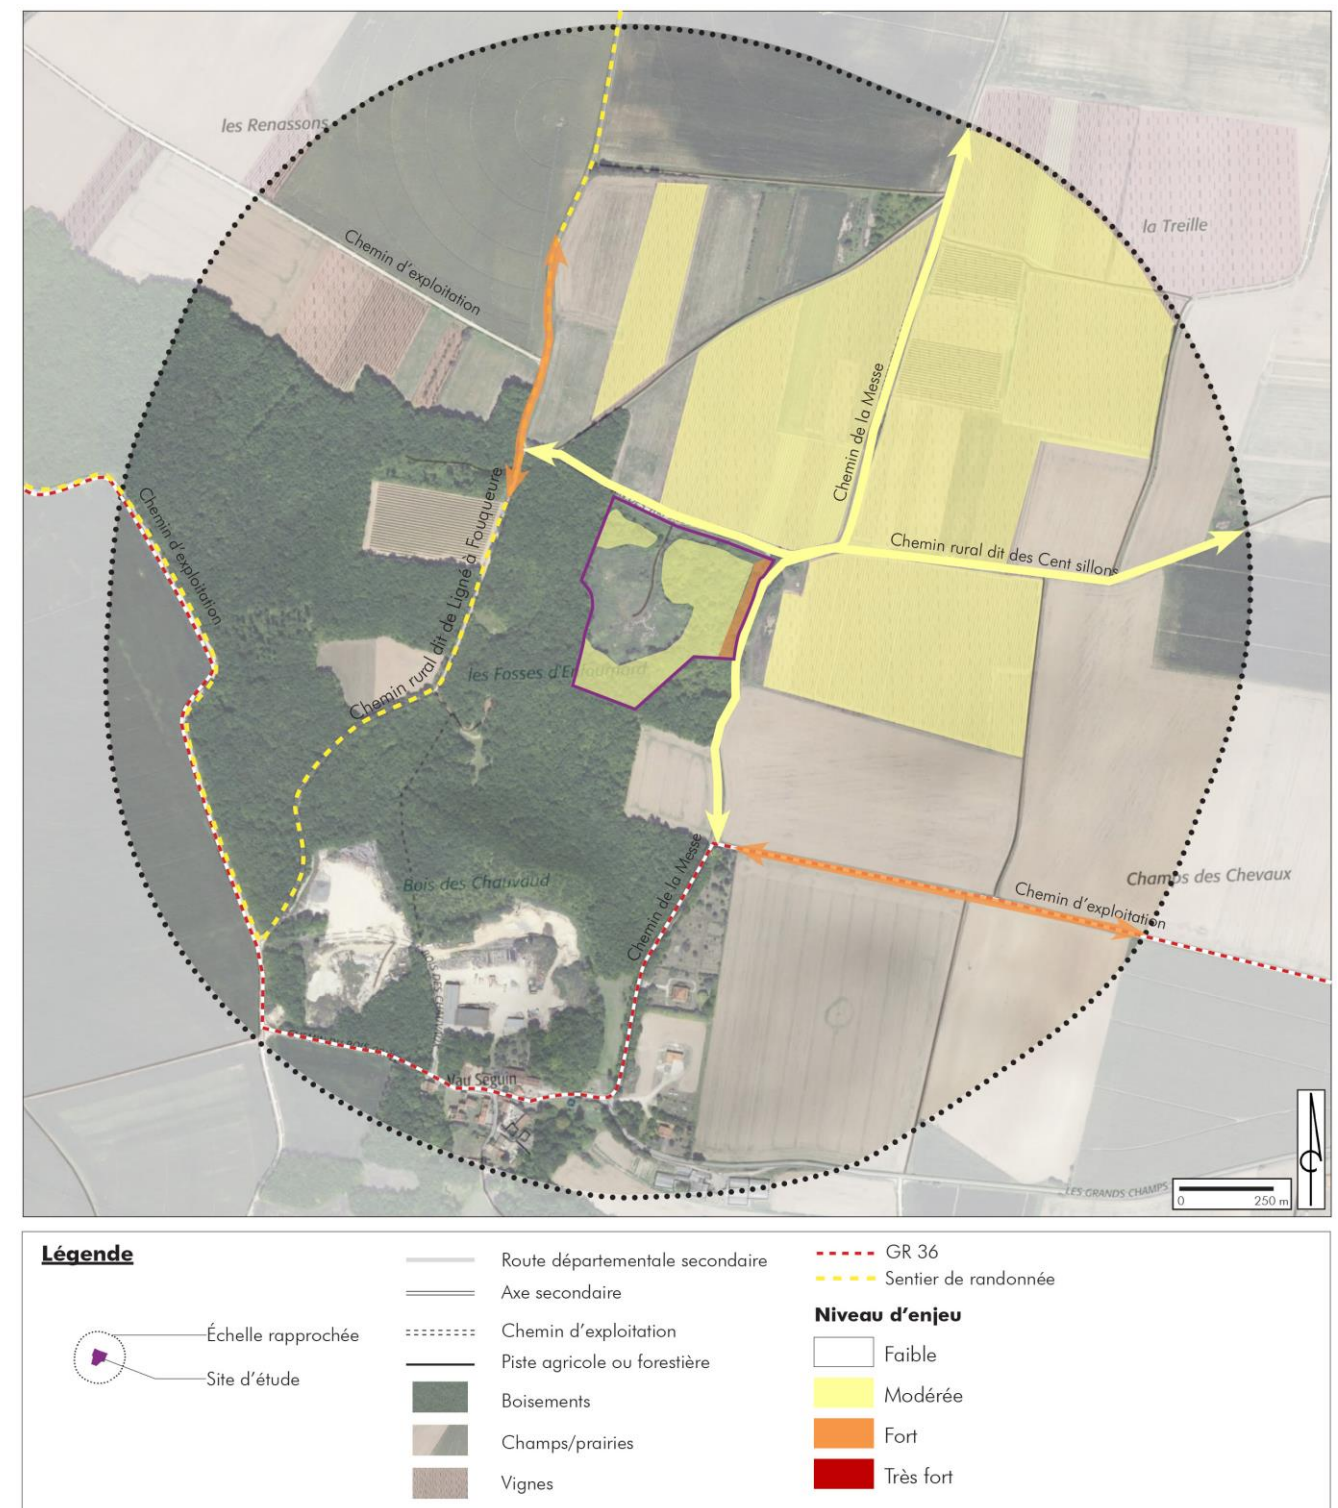 les Renassons
la Treille
Chemin d'exploitation
Chemin de la Messe
Chemin rural dit des Cent sillons
Chemin d'exploitation
Chemin rural dit de Ligné à Fouqueure
les Fosses d'Enfoumard
Bois des Chauvaud
Chemin de la Messe
Champs des Chevaux
Chemin d'exploitation
Vau Séguin
LES GRANDS CHAMPS
0 250 m
Légende
Échelle rapprochée
Site d'étude
Route départementale secondaire
Axe secondaire
Chemin d'exploitation
Piste agricole ou forestière
Boisements
Champs/prairies
Vignes
GR 36
Sentier de randonnée
Niveau d'enjeu
Faible
Modérée
Fort
Très fort